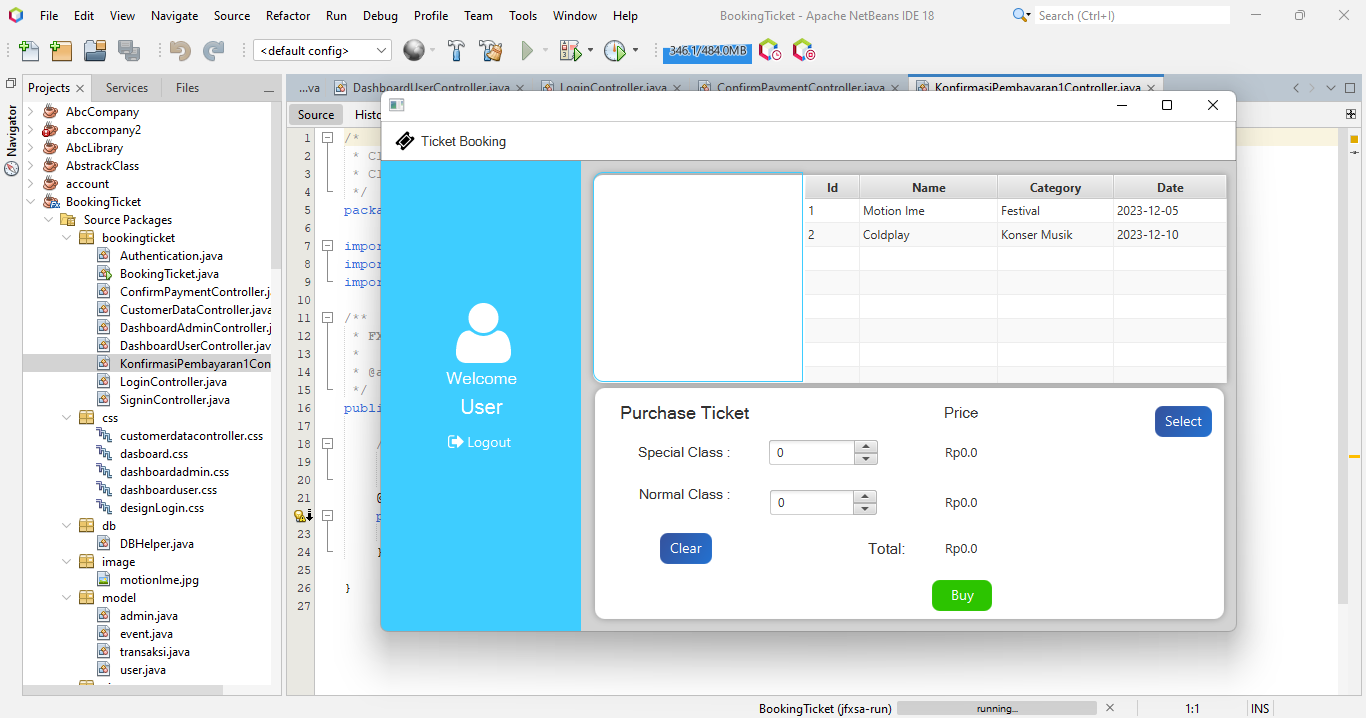 File Edit View Navigate Source Refactor Run Debug Profile Team Tools Window Help
BookingTicket - Apache NetBeans IDE 18
Search (Ctrl+I)
<default config>
346.1/484.0MB
Projects
Services
Files
...va
DashboardUserController.java
LoginController.java
ConfirmPaymentController.java
KonfirmasiPembayaran1Controller.java
Navigator
Source
Histo
AbcCompany
abccompany2
AbcLibrary
AbstrackClass
account
BookingTicket
Source Packages
bookingticket
Authentication.java
BookingTicket.java
ConfirmPaymentController.j
CustomerDataController.java
DashboardAdminController.j
DashboardUserController.jav
KonfirmasiPembayaran1Con
LoginController.java
SigninController.java
css
customerdatacontroller.css
dasboard.css
dashboardadmin.css
dashboarduser.css
designLogin.css
db
DBHelper.java
image
motionIme.jpg
model
admin.java
event.java
transaksi.java
user.java
1 /*
2 * Cl
3 * Cl
4 */
5 packa
6
7 impor
8 impor
9 impor
10
11 /**
12 * FX
13 *
14 * @a
15 */
16 publi
17
18 /
19
20
21 @
23
24 }
25
26 }
27
Ticket Booking
Welcome
User
Logout
Id Name Category Date
1 Motion Ime Festival 2023-12-05
2 Coldplay Konser Musik 2023-12-10
Purchase Ticket Price
Select
Special Class : 0 Rp0.0
Normal Class : 0 Rp0.0
Clear Total: Rp0.0
Buy
BookingTicket (jfxsa-run) running... 1:1 INS